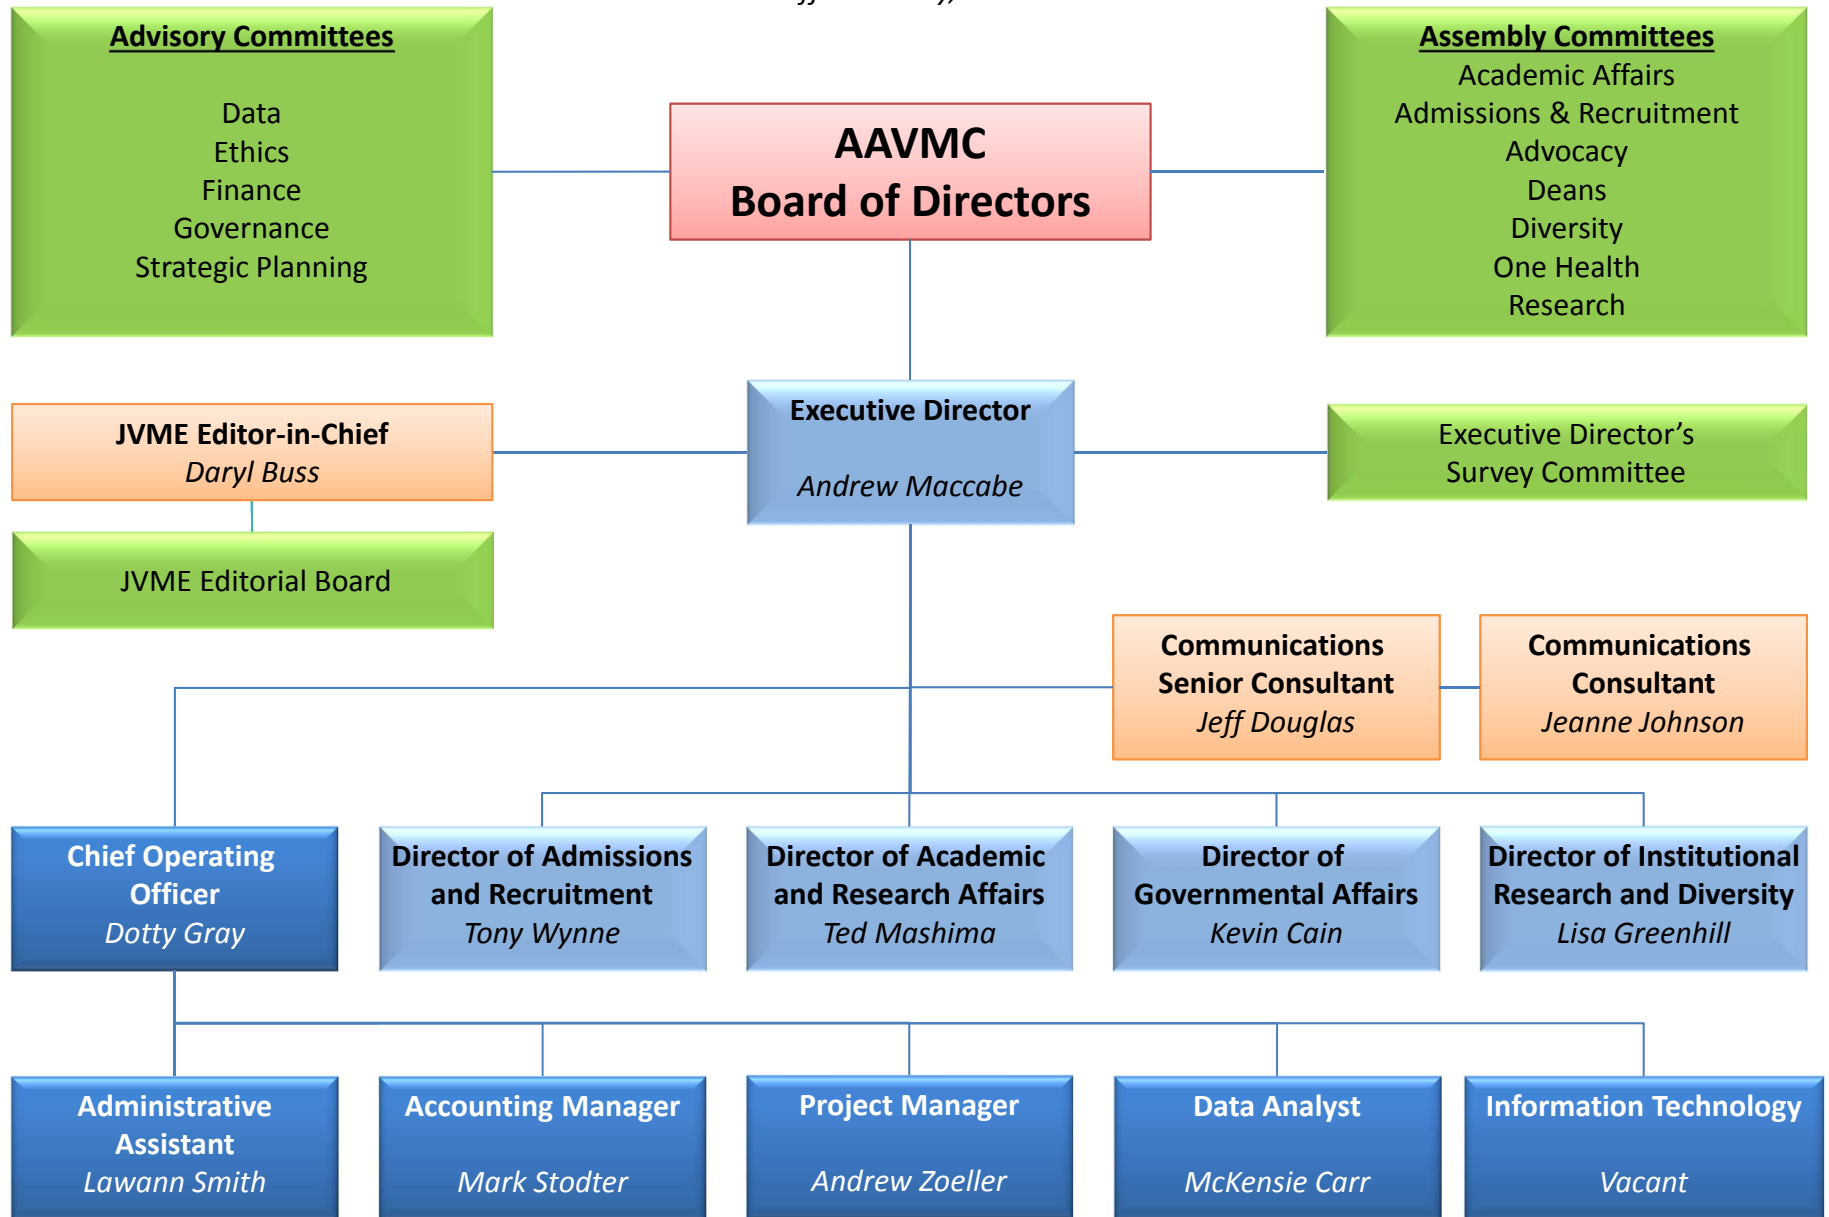 Advisory Committees
Data
Ethics
Finance
Governance
Strategic Planning
AAVMC
Board of Directors
Assembly Committees
Academic Affairs
Admissions & Recruitment
Advocacy
Deans
Diversity
One Health
Research
JVME Editor-in-Chief
Daryl Buss
Executive Director
Andrew Maccabe
Executive Director’s
Survey Committee
JVME Editorial Board
Communications
Senior Consultant
Jeff Douglas
Communications
Consultant
Jeanne Johnson
Chief Operating
Officer
Dotty Gray
Director of Admissions
and Recruitment
Tony Wynne
Director of Academic
and Research Affairs
Ted Mashima
Director of
Governmental Affairs
Kevin Cain
Director of Institutional
Research and Diversity
Lisa Greenhill
Administrative
Assistant
Lawann Smith
Accounting Manager
Mark Stodter
Project Manager
Andrew Zoeller
Data Analyst
McKensie Carr
Information Technology
Vacant